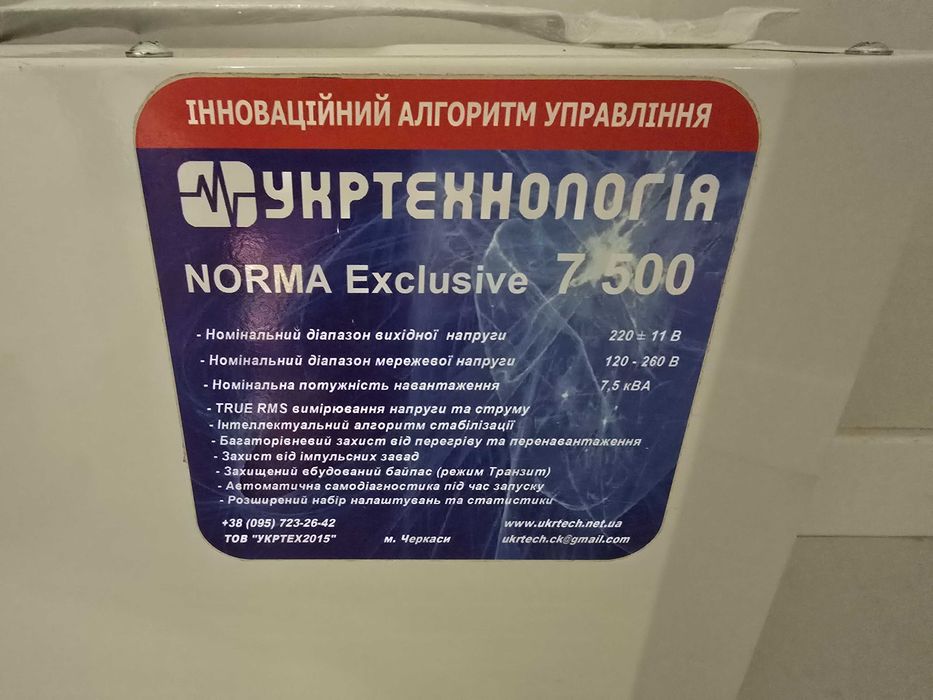 ІННОВАЦІЙНИЙ АЛГОРИТМ УПРАВЛІННЯ
УКРТЕХНОЛОГІЯ
NORMA Exclusive 7 500
- Номінальний діапазон вихідної напруги 220 ± 11 В
- Номінальний діапазон мережевої напруги 120 - 260 В
- Номінальна потужність навантаження 7,5 кВА
- TRUE RMS вимірювання напруги та струму
- Інтеллектуальний алгоритм стабілізації
- Багаторівневий захист від перегріву та перенавантаження
- Захист від імпульсних завад
- Захищений вбудований байпас (режим Транзит)
- Автоматична самодіагностика під час запуску
- Розширений набір налаштувань та статистики
+38 (095) 723-26-42 www.ukrtech.net.ua
ТОВ "УКРТЕХ2015" м. Черкаси ukrtech.ck@gmail.com